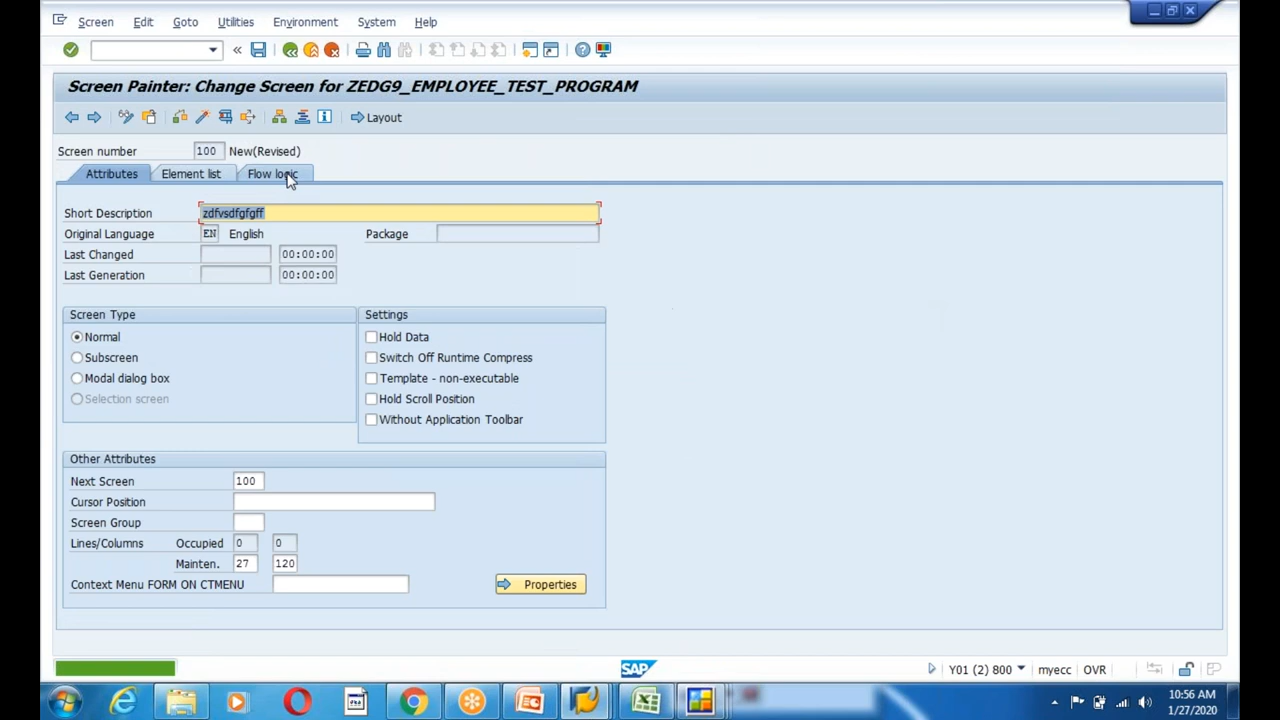 Screen Edit Goto Utilities Environment System Help
Screen Painter: Change Screen for ZEDG9_EMPLOYEE_TEST_PROGRAM
Layout
Screen number 100 New(Revised)
Attributes Element list Flow logic
Short Description zdfvsdfgfgff
Original Language EN English Package
Last Changed 00:00:00
Last Generation 00:00:00
Screen Type Settings
Normal Hold Data
Subscreen Switch Off Runtime Compress
Modal dialog box Template - non-executable
Selection screen Hold Scroll Position
Without Application Toolbar
Other Attributes
Next Screen 100
Cursor Position
Screen Group
Lines/Columns Occupied 0 0
Mainten. 27 120
Context Menu FORM ON CTMENU Properties
SAP Y01 (2) 800 myecc OVR
10:56 AM
1/27/2020